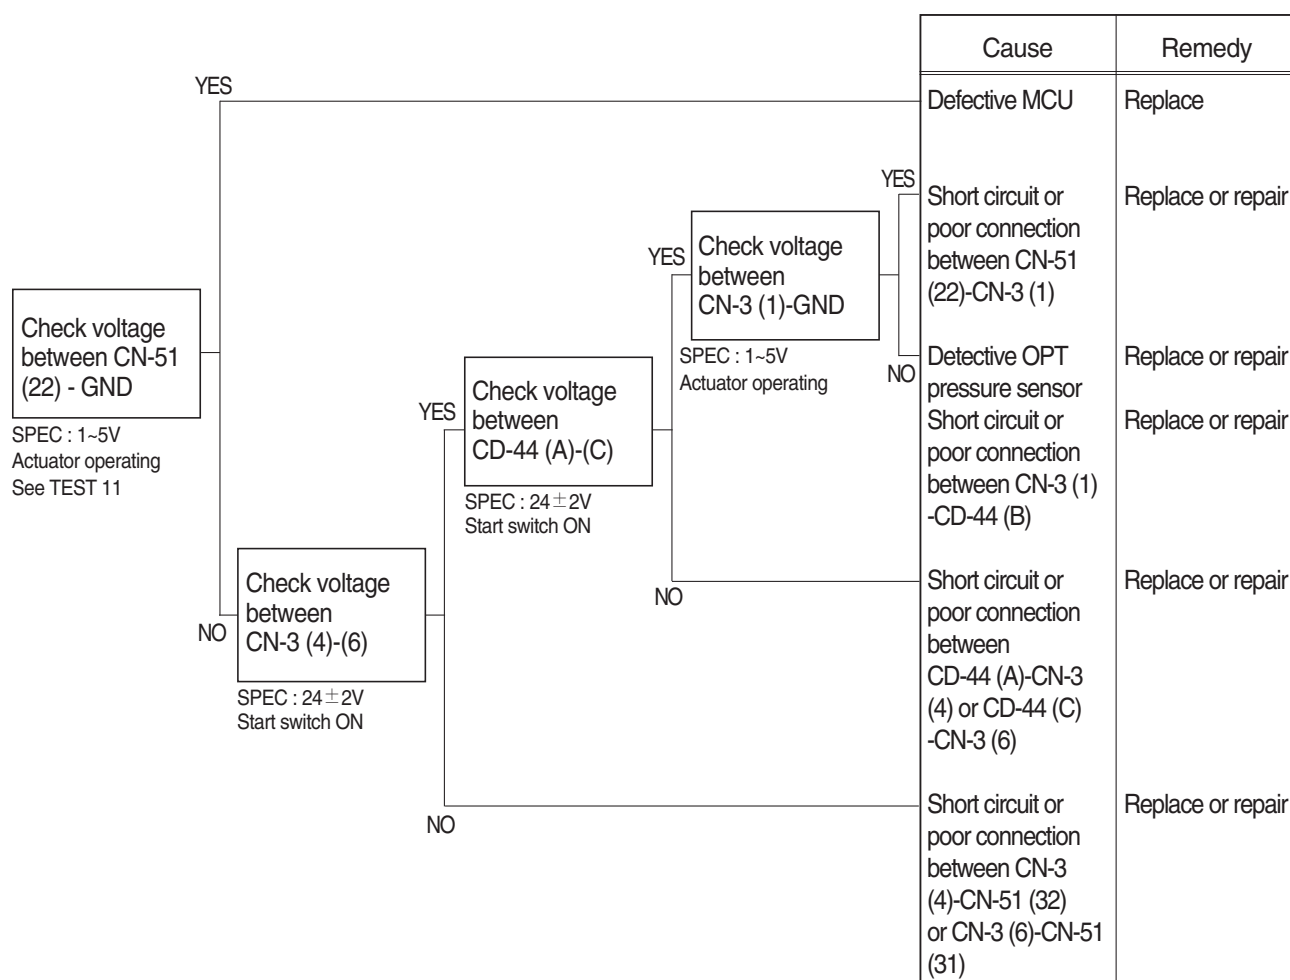 Cause Remedy
YES
Defective MCU Replace
YES
Short circuit or Replace or repair
poor connection
between CN-51
(22)-CN-3 (1)
YES
Check voltage
between
CN-3 (1)-GND
SPEC : 1~5V
Actuator operating
NO
Detective OPT Replace or repair
pressure sensor
Short circuit or Replace or repair
poor connection
between CN-3 (1)
-CD-44 (B)
Check voltage
between CN-51
(22) - GND
SPEC : 1~5V
Actuator operating
See TEST 11
YES
Check voltage
between
CD-44 (A)-(C)
SPEC : 24±2V
Start switch ON
NO
Short circuit or Replace or repair
poor connection
between
CD-44 (A)-CN-3
(4) or CD-44 (C)
-CN-3 (6)
NO
Check voltage
between
CN-3 (4)-(6)
SPEC : 24±2V
Start switch ON
NO
Short circuit or Replace or repair
poor connection
between CN-3
(4)-CN-51 (32)
or CN-3 (6)-CN-51
(31)